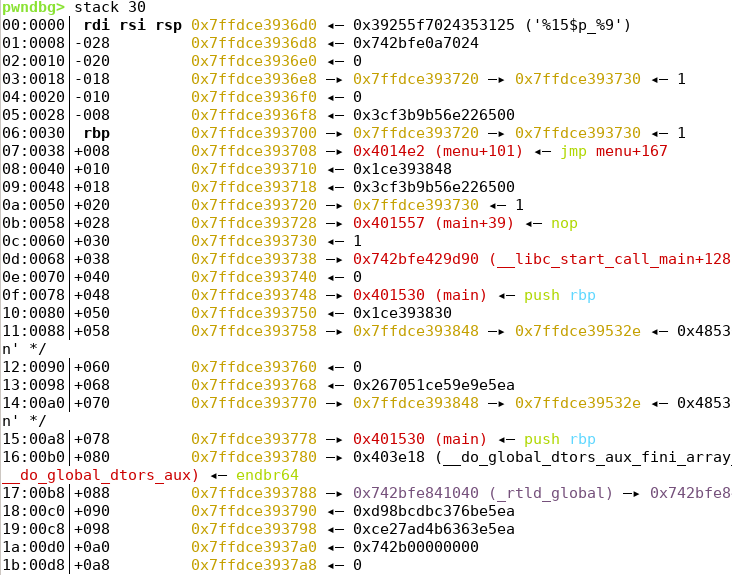 pwndbg> stack 30
00:0000│ rdi rsi rsp 0x7ffdce3936d0 ◂— 0x39255f7024353125 ('%15$p_%9')
01:0008│-028         0x7ffdce3936d8 ◂— 0x742bfe0a7024
02:0010│-020         0x7ffdce3936e0 ◂— 0
03:0018│-018         0x7ffdce3936e8 —▸ 0x7ffdce393720 —▸ 0x7ffdce393730 ◂— 1
04:0020│-010         0x7ffdce3936f0 ◂— 0
05:0028│-008         0x7ffdce3936f8 ◂— 0x3cf3b9b56e226500
06:0030│ rbp         0x7ffdce393700 —▸ 0x7ffdce393720 —▸ 0x7ffdce393730 ◂— 1
07:0038│+008         0x7ffdce393708 —▸ 0x4014e2 (menu+101) ◂— jmp menu+167
08:0040│+010         0x7ffdce393710 ◂— 0x1ce393848
09:0048│+018         0x7ffdce393718 ◂— 0x3cf3b9b56e226500
0a:0050│+020         0x7ffdce393720 —▸ 0x7ffdce393730 ◂— 1
0b:0058│+028         0x7ffdce393728 —▸ 0x401557 (main+39) ◂— nop
0c:0060│+030         0x7ffdce393730 ◂— 1
0d:0068│+038         0x7ffdce393738 —▸ 0x742bfe429d90 (__libc_start_call_main+128
0e:0070│+040         0x7ffdce393740 ◂— 0
0f:0078│+048         0x7ffdce393748 —▸ 0x401530 (main) ◂— push rbp
10:0080│+050         0x7ffdce393750 ◂— 0x1ce393830
11:0088│+058         0x7ffdce393758 —▸ 0x7ffdce393848 —▸ 0x7ffdce39532e ◂— 0x4853
n' */
12:0090│+060         0x7ffdce393760 ◂— 0
13:0098│+068         0x7ffdce393768 ◂— 0x267051ce59e9e5ea
14:00a0│+070         0x7ffdce393770 —▸ 0x7ffdce393848 —▸ 0x7ffdce39532e ◂— 0x4853
n' */
15:00a8│+078         0x7ffdce393778 —▸ 0x401530 (main) ◂— push rbp
16:00b0│+080         0x7ffdce393780 —▸ 0x403e18 (__do_global_dtors_aux_fini_array_
__do_global_dtors_aux) ◂— endbr64
17:00b8│+088         0x7ffdce393788 —▸ 0x742bfe841040 (_rtld_global) —▸ 0x742bfe8
18:00c0│+090         0x7ffdce393790 ◂— 0xd98bcdbc376be5ea
19:00c8│+098         0x7ffdce393798 ◂— 0xce27ad4b6363e5ea
1a:00d0│+0a0         0x7ffdce3937a0 ◂— 0x742b00000000
1b:00d8│+0a8         0x7ffdce3937a8 ◂— 0